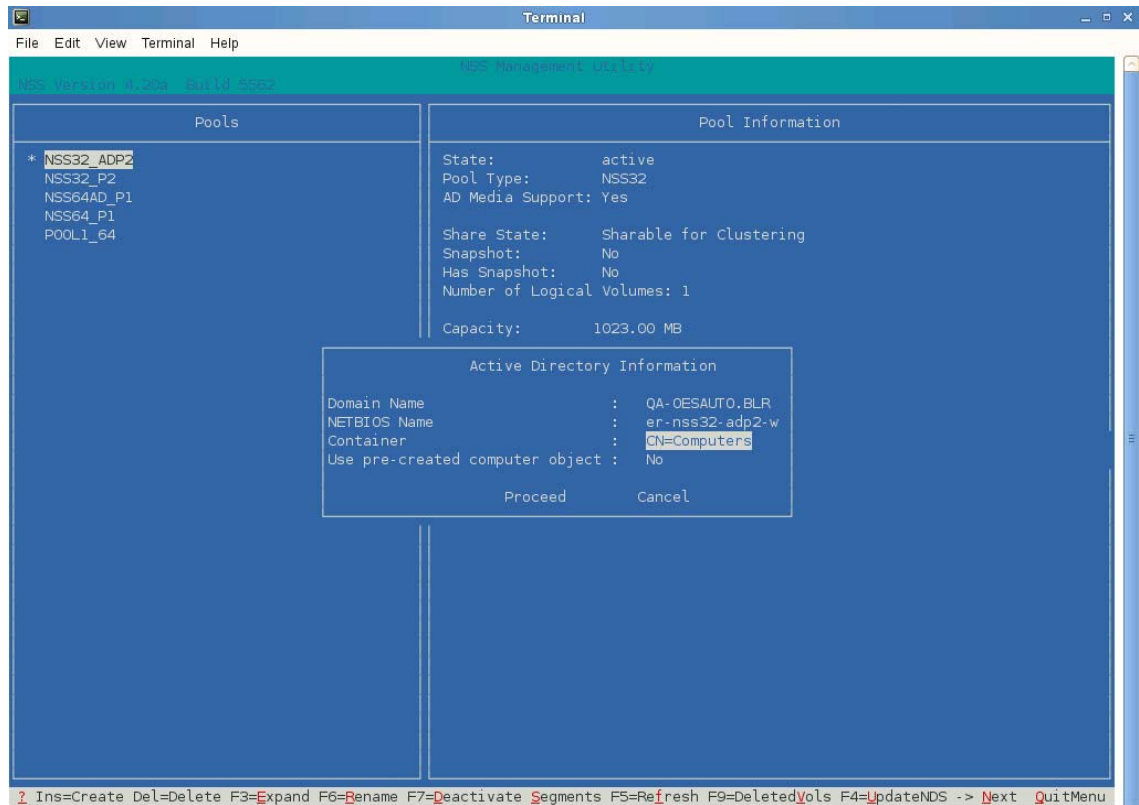 Terminal
File Edit View Terminal Help
NSS Management Utility
NSS Version 4.20a Build 5562
Pools
* NSS32_ADP2
NSS32_P2
NSS64AD_P1
NSS64_P1
POOL1_64
Pool Information
State: active
Pool Type: NSS32
AD Media Support: Yes
Share State: Sharable for Clustering
Snapshot: No
Has Snapshot: No
Number of Logical Volumes: 1
Capacity: 1023.00 MB
Active Directory Information
Domain Name : QA-OESAUTO.BLR
NETBIOS Name : er-nss32-adp2-w
Container : CN=Computers
Use pre-created computer object : No
Proceed Cancel
? Ins=Create Del=Delete F3=Expand F6=Rename F7=Deactivate Segments F5=Refresh F9=DeletedVols F4=UpdateNDS -> Next QuitMenu